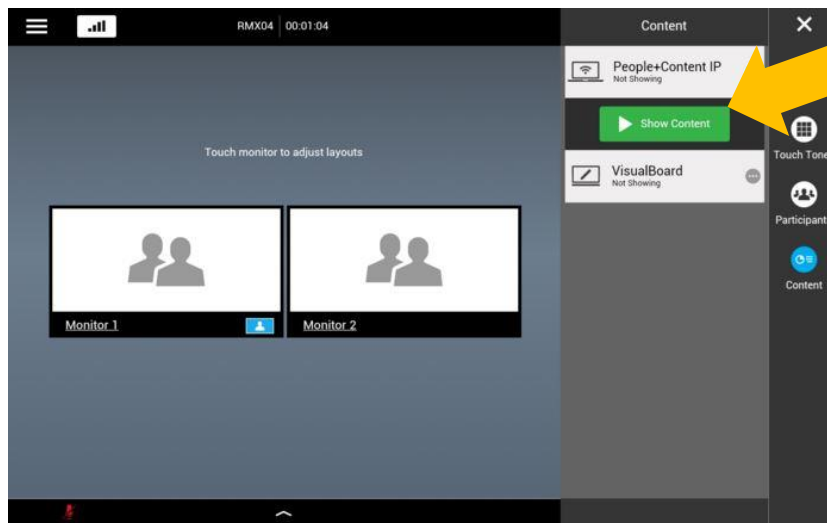 RMX04 00:01:04
Content
People+Content IP
Not Showing
Show Content
Touch monitor to adjust layouts
Touch Tone
VisualBoard
Not Showing
Participant
Content
Monitor 1
Monitor 2